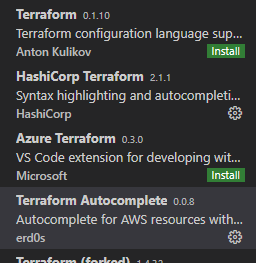 Terraform 0.1.10
Terraform configuration language sup...
Anton Kulikov Install
HashiCorp Terraform 2.1.1
Syntax highlighting and autocompleti...
HashiCorp
Azure Terraform 0.3.0
VS Code extension for developing wit...
Microsoft Install
Terraform Autocomplete 0.0.8
Autocomplete for AWS resources with...
erd0s
Terraform (forked)